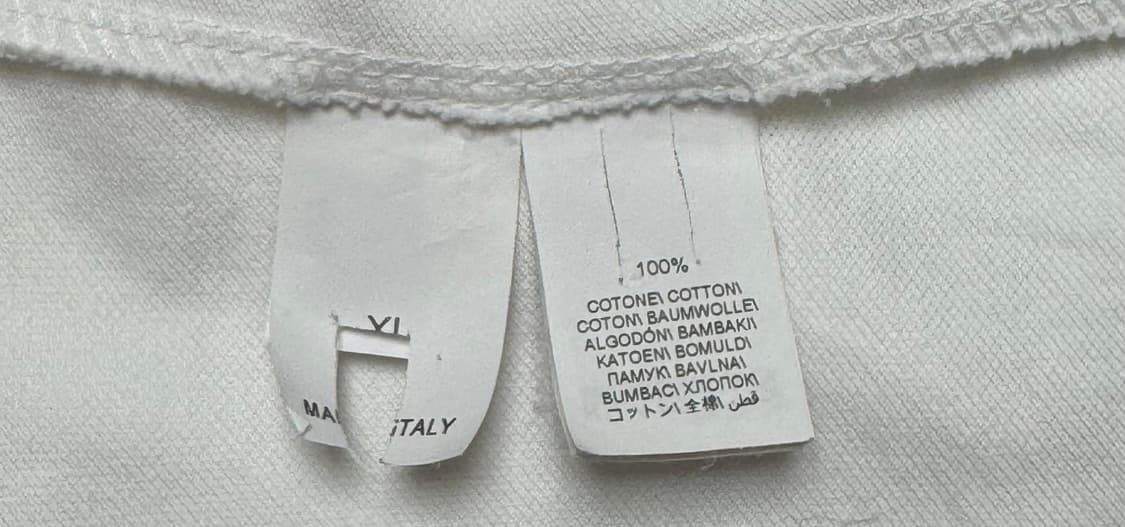 XL
MA ITALY
100%
COTONE\ COTTON\
COTON\ BAUMWOLLE\
ALGODÓN\ BAMBAKI\
KATOEN\ BOMULD\
ПАМУК\ BAVLNA\
BUMBAC\ ХЛОПОК\
コットン\ 全棉\ قطن